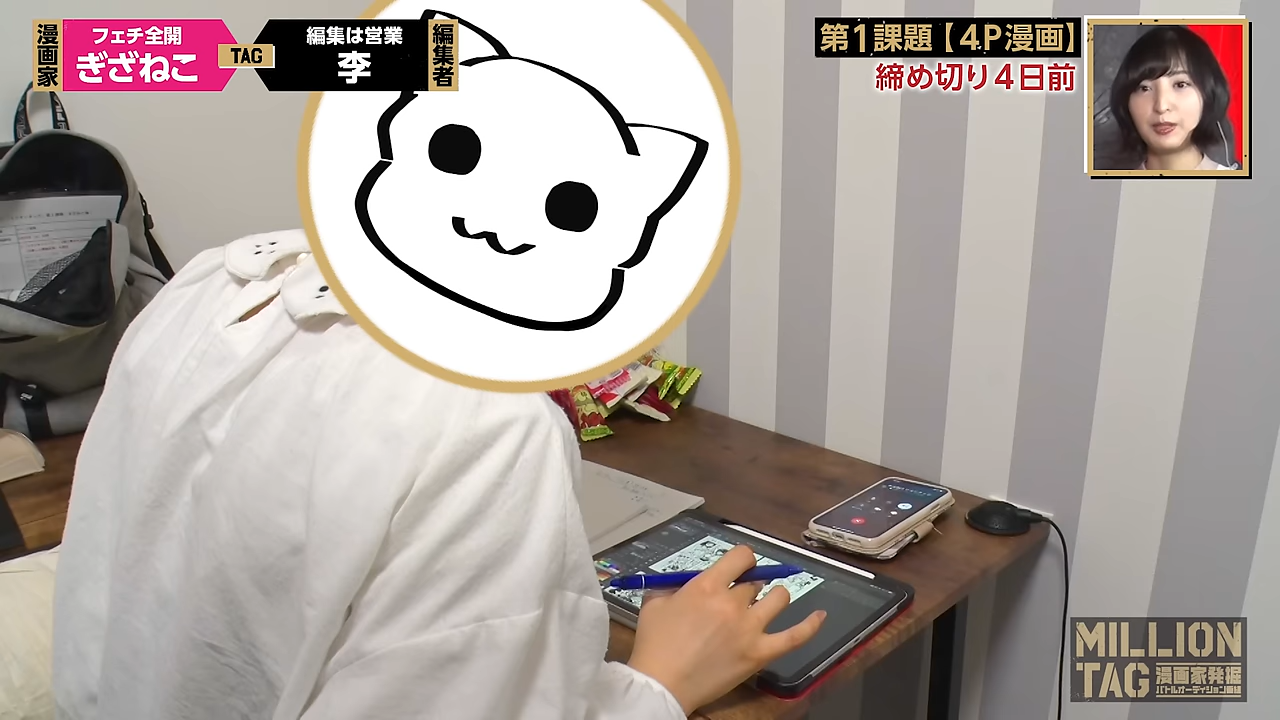 漫画家
フェチ全開
ぎざねこ
TAG
編集は営業
李
編集者
第1課題【4P漫画】
締め切り4日前
MILLION
TAG
漫画家発掘
バトルオーディション番組